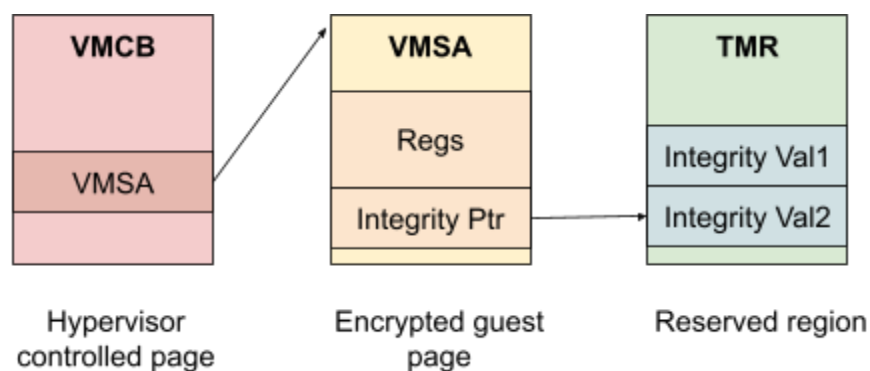 VMCB
VMSA
Hypervisor
controlled page
VMSA
Regs
Integrity Ptr
Encrypted guest
page
TMR
Integrity Val1
Integrity Val2
Reserved region